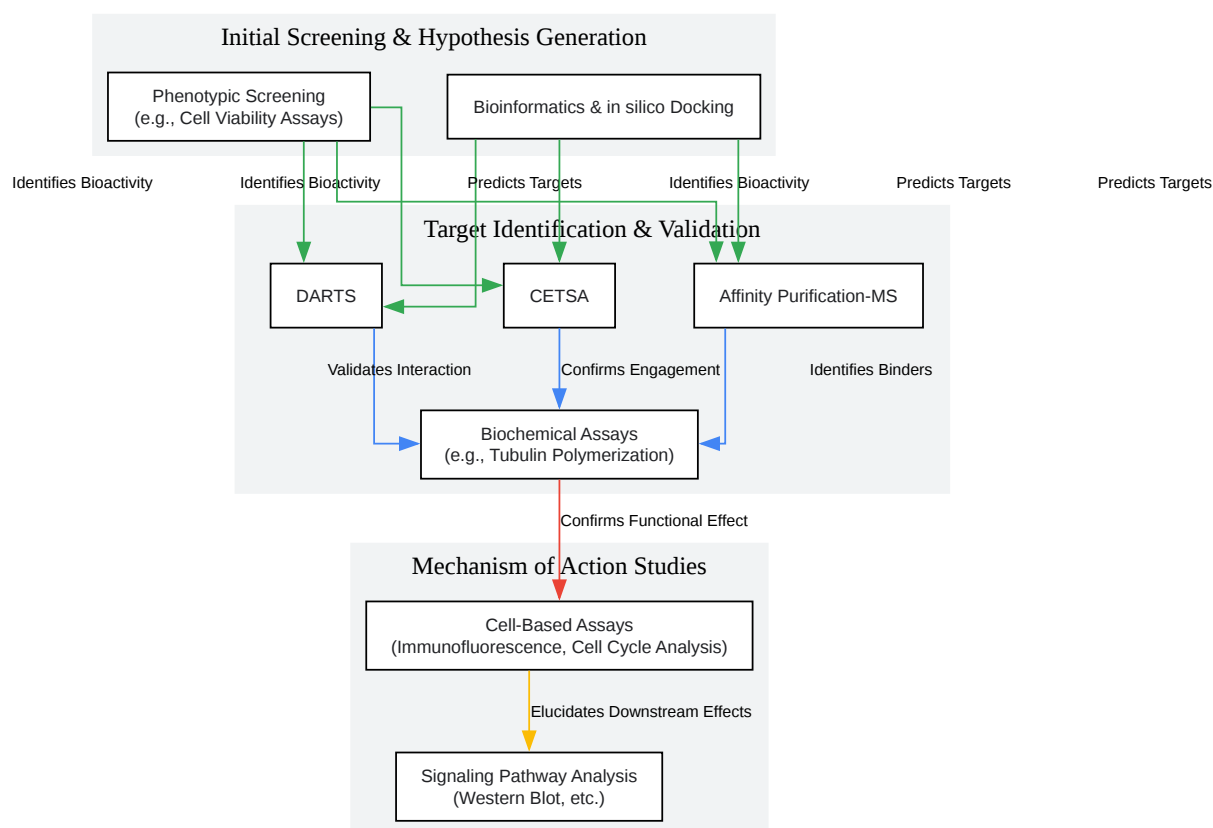 Initial Screening & Hypothesis Generation
Phenotypic Screening
(e.g., Cell Viability Assays)
Bioinformatics & in silico Docking
Identifies Bioactivity
Identifies Bioactivity
Predicts Targets
Identifies Bioactivity
Predicts Targets
Predicts Targets
Target Identification & Validation
DARTS
CETSA
Affinity Purification-MS
Validates Interaction
Confirms Engagement
Identifies Binders
Biochemical Assays
(e.g., Tubulin Polymerization)
Confirms Functional Effect
Mechanism of Action Studies
Cell-Based Assays
(Immunofluorescence, Cell Cycle Analysis)
Elucidates Downstream Effects
Signaling Pathway Analysis
(Western Blot, etc.)